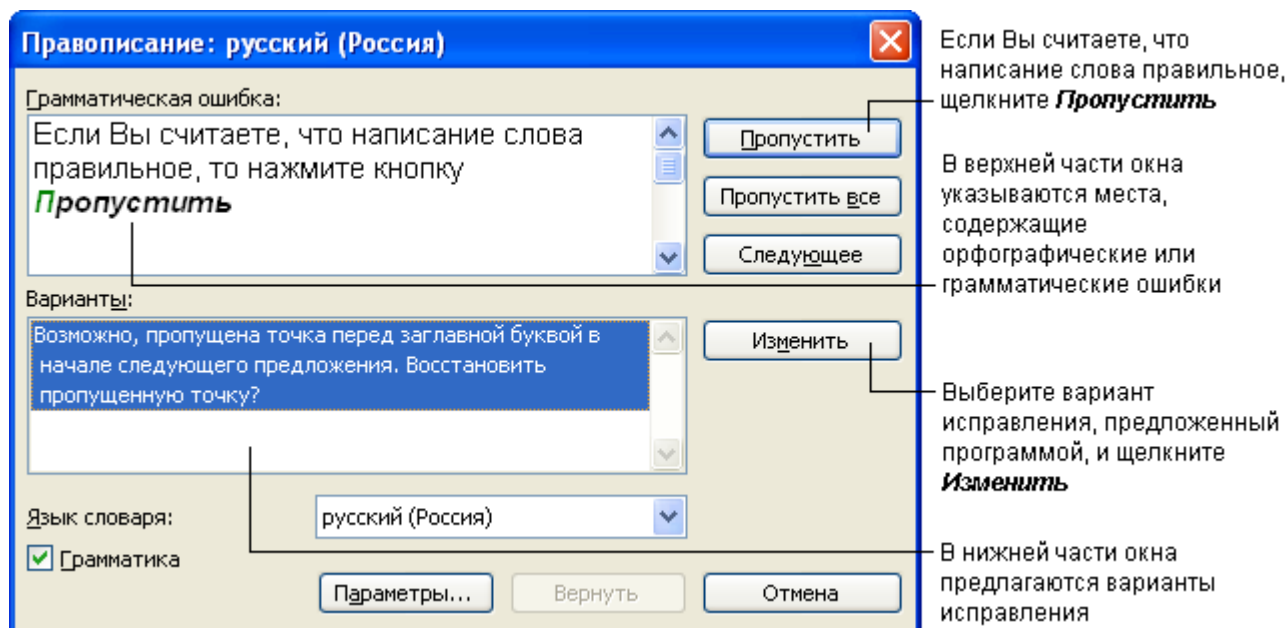 Правописание: русский (Россия)
Грамматическая ошибка:
Если Вы считаете, что написание слова
правильное, то нажмите кнопку
Пропустить
Пропустить
Пропустить все
Следующее
Варианты:
Возможно, пропущена точка перед заглавной буквой в
начале следующего предложения. Восстановить
пропущенную точку?
Изменить
Язык словаря:
русский (Россия)
Грамматика
Параметры...
Вернуть
Отмена
Если Вы считаете, что
написание слова правильное,
щелкните Пропустить
В верхней части окна
указываются места,
содержащие
орфографические или
грамматические ошибки
Выберите вариант
исправления, предложенный
программой, и щелкните
Изменить
В нижней части окна
предлагаются варианты
исправления